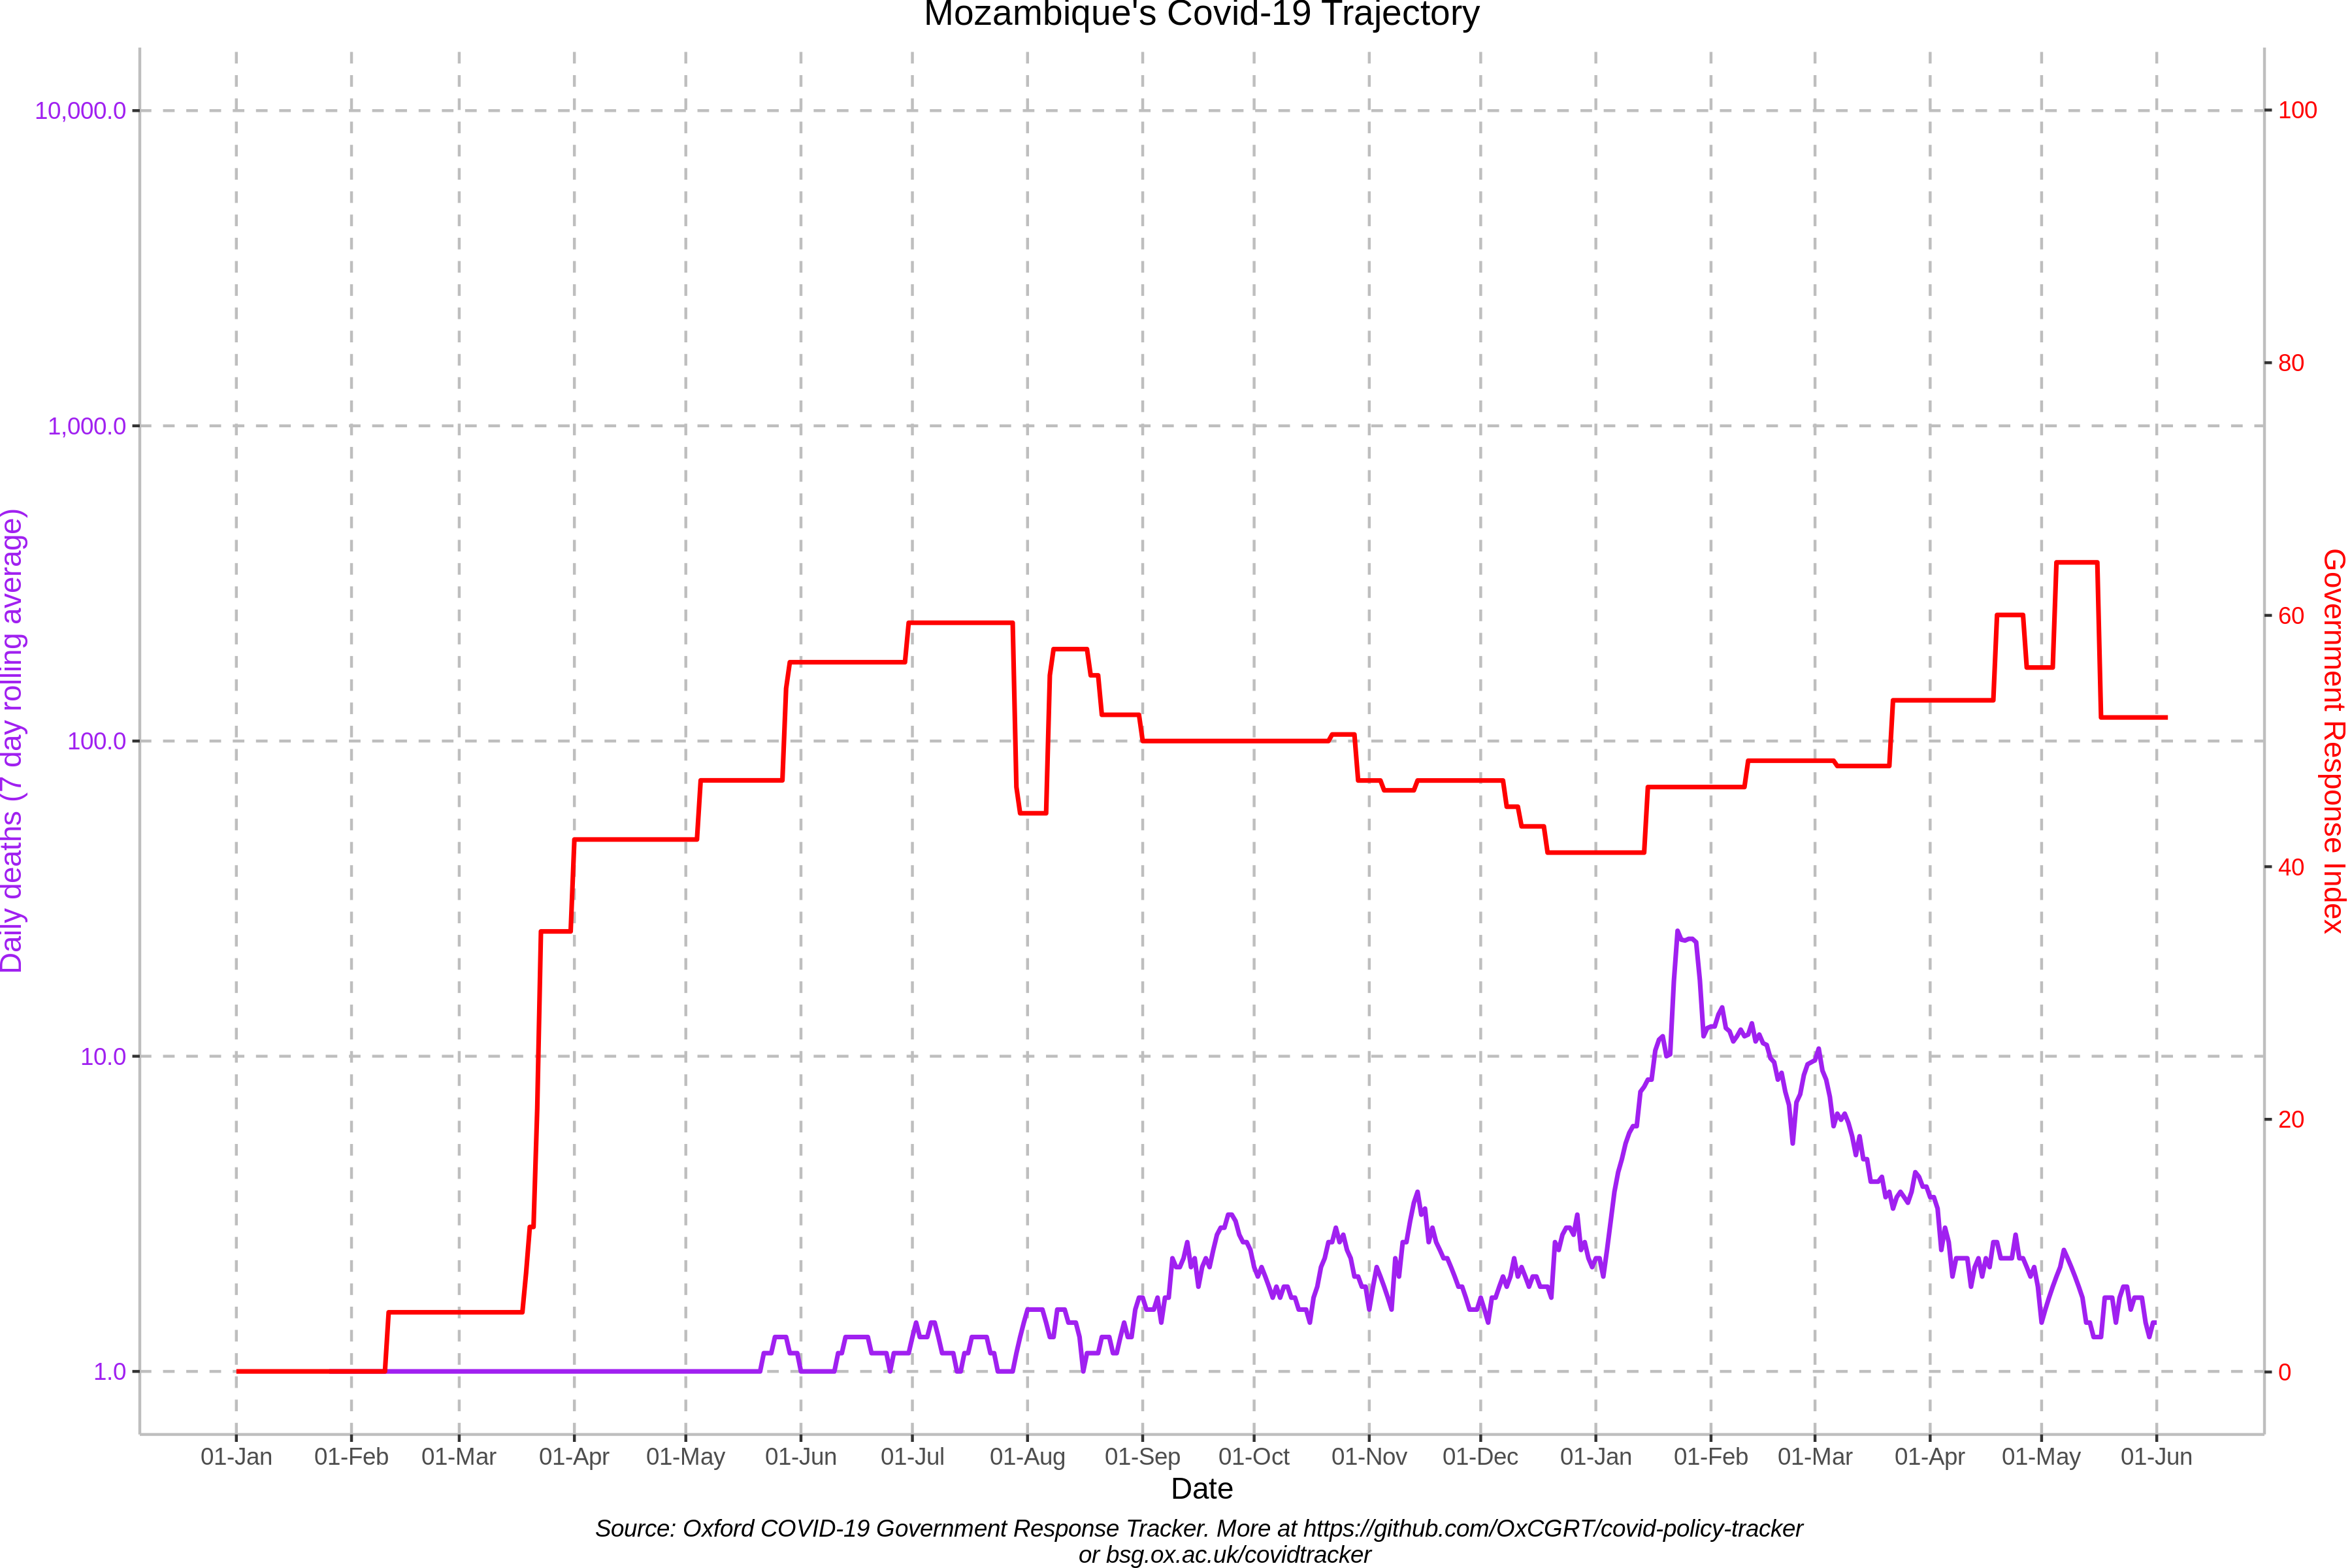 Mozambique's Covid-19 Trajectory
10,000.0
1,000.0
100.0
10.0
1.0
Daily deaths (7 day rolling average)
100
80
60
40
20
0
Government Response Index
01-Jan 01-Feb 01-Mar 01-Apr 01-May 01-Jun 01-Jul 01-Aug 01-Sep 01-Oct 01-Nov 01-Dec 01-Jan 01-Feb 01-Mar 01-Apr 01-May 01-Jun
Date
Source: Oxford COVID-19 Government Response Tracker. More at https://github.com/OxCGRT/covid-policy-tracker
or bsg.ox.ac.uk/covidtracker